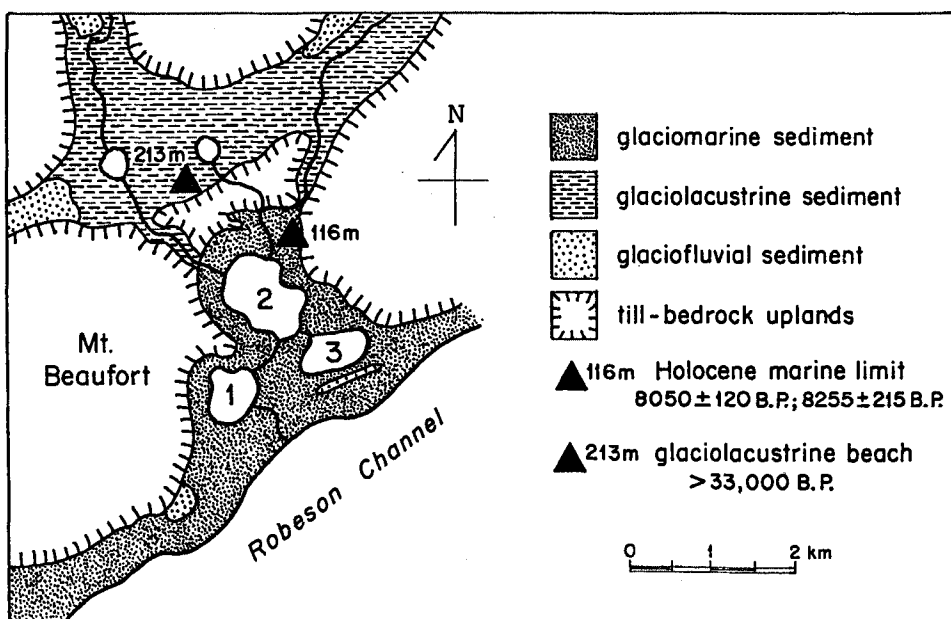 213m
N
116m
2
3
1
Mt.
Beaufort
Robeson Channel
glaciomarine sediment
glaciolacustrine sediment
glaciofluvial sediment
till-bedrock uplands
116m Holocene marine limit
8050±120 B.P.; 8255±215 B.P.
213m glaciolacustrine beach
>33,000 B.P.
0 1 2 km